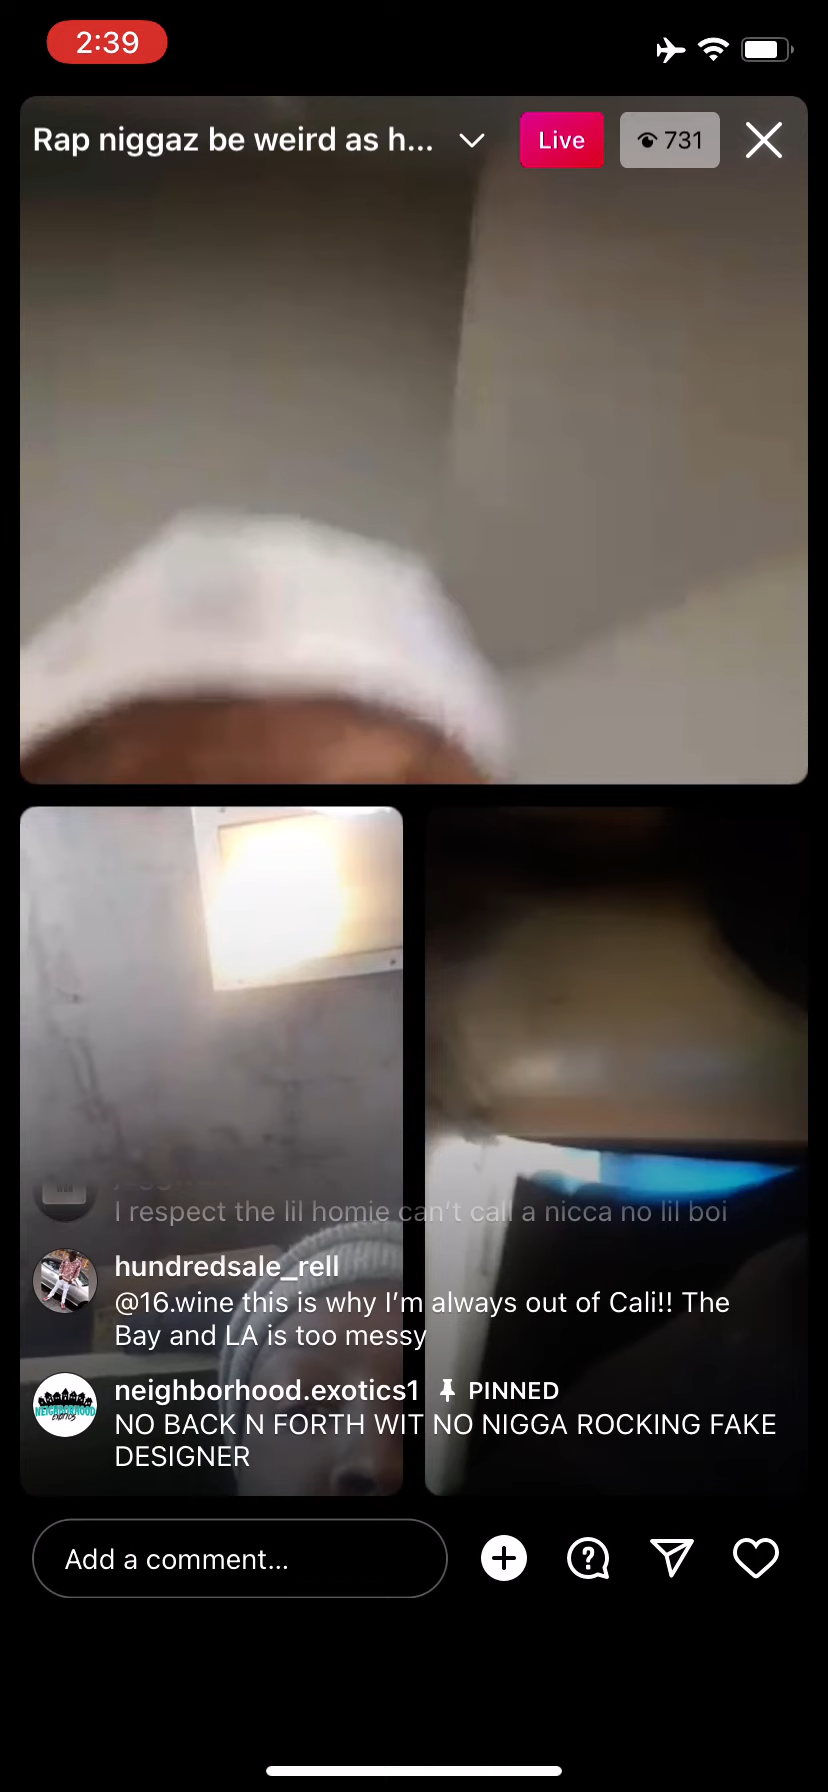 2:39
Rap niggaz be weird as h...
Live
731
I respect the lil homie can't call a nicca no lil boi
hundredsale_rell
@16.wine this is why I'm always out of Cali!! The
Bay and LA is too messy
NEIGHBORHOOD
EXOTICS
neighborhood.exotics1 PINNED
NO BACK N FORTH WIT NO NIGGA ROCKING FAKE
DESIGNER
Add a comment...